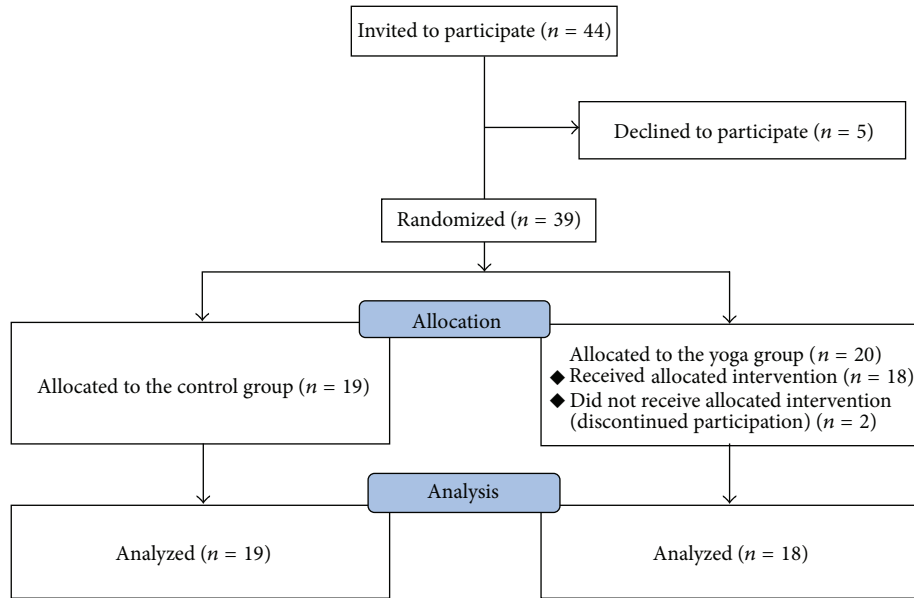 Invited to participate (n = 44)
Declined to participate (n = 5)
Randomized (n = 39)
Allocation
Allocated to the control group (n = 19)
Allocated to the yoga group (n = 20)
◆ Received allocated intervention (n = 18)
◆ Did not receive allocated intervention
(discontinued participation) (n = 2)
Analysis
Analyzed (n = 19)
Analyzed (n = 18)